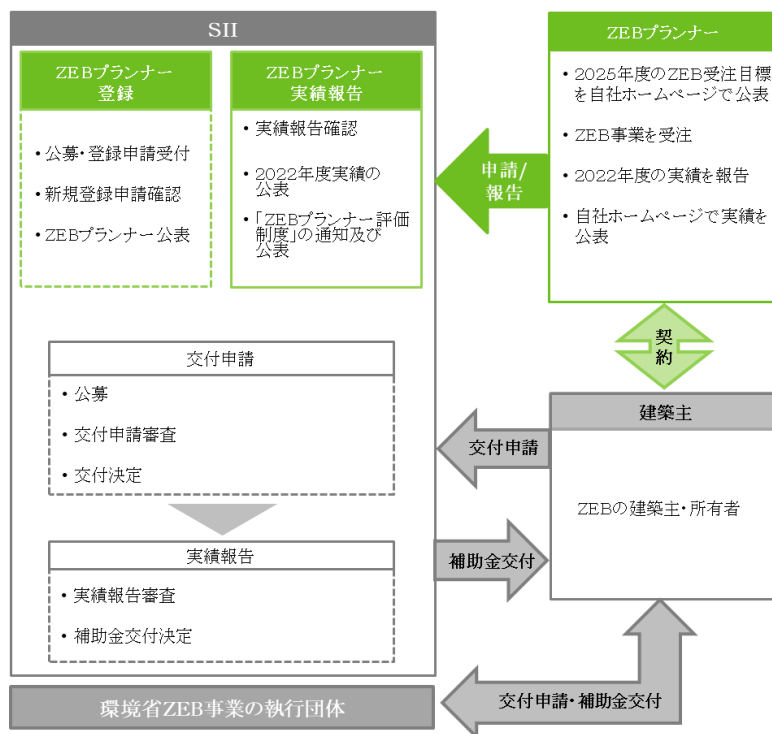 SII
ZEBプランナー
登録
・公募・登録申請受付
・新規登録申請確認
・ZEBプランナー公表
ZEBプランナー
実績報告
・実績報告確認
・2022年度実績の
公表
・「ZEBプランナー評価
制度」の通知及び
公表
申請/
報告
ZEBプランナー
・2025年度のZEB受注目標
を自社ホームページで公表
・ZEB事業を受注
・2022年度の実績を報告
・自社ホームページで実績を
公表
契
約
交付申請
・公募
・交付申請審査
・交付決定
交付申請
建築主
ZEBの建築主・所有者
実績報告
・実績報告審査
・補助金交付決定
補助金交付
環境省ZEB事業の執行団体
交付申請・補助金交付